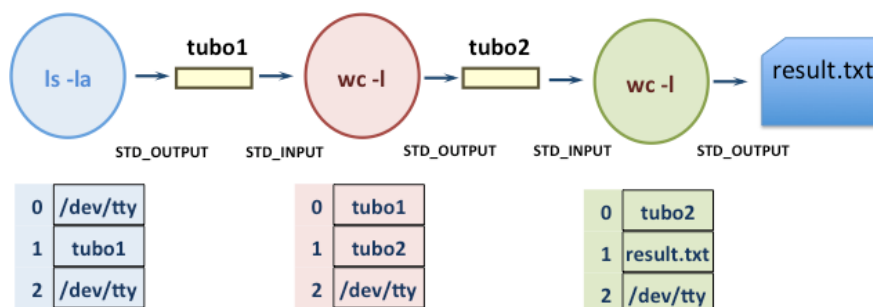 tubo1
tubo2
ls -la
wc -l
wc -l
result.txt
STD_OUTPUT
STD_INPUT
STD_OUTPUT
STD_INPUT
STD_OUTPUT
0 /dev/tty
1 tubo1
2 /dev/tty
0 tubo1
1 tubo2
2 /dev/tty
0 tubo2
1 result.txt
2 /dev/tty